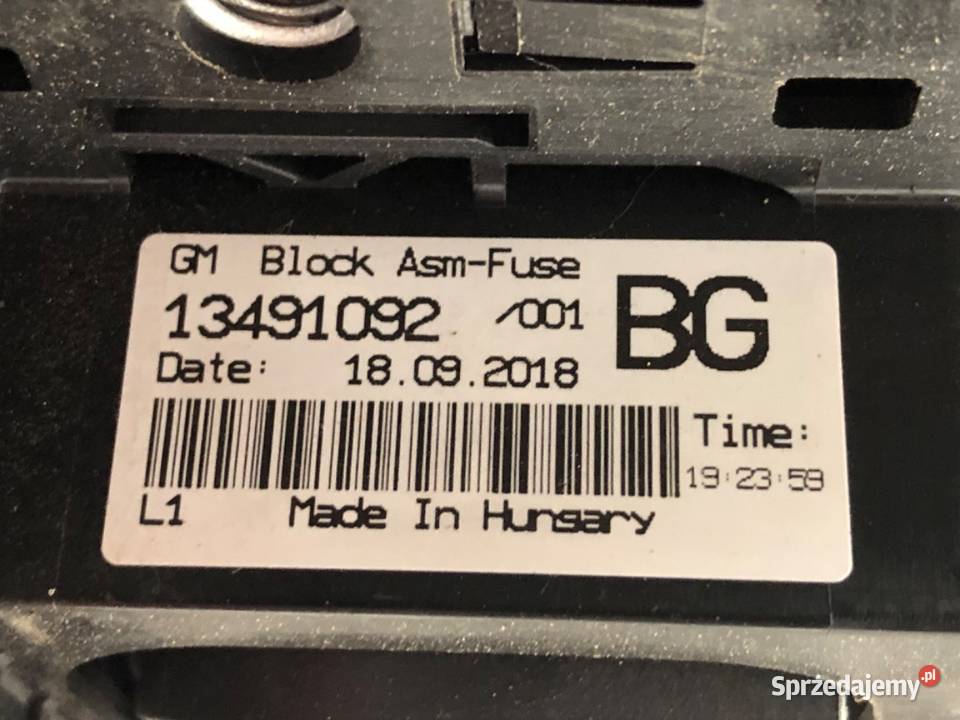 GM Block Asm-Fuse
13491092 /001 BG
Date: 18.09.2018
Time:
19:23:59
L1 Made In Hungary
Sprzedajemy.pl